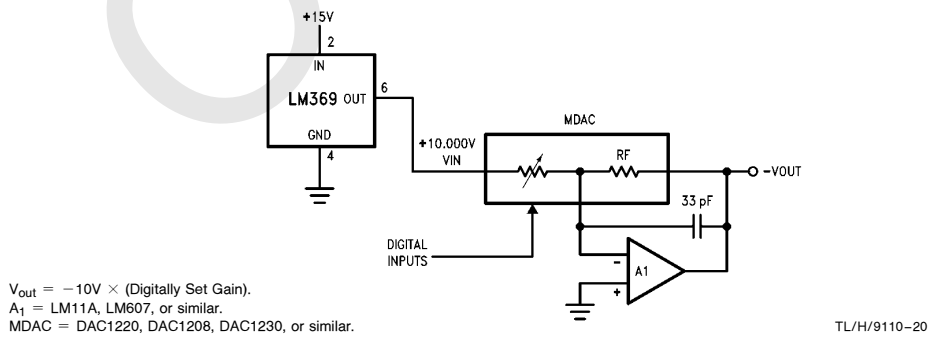 +15V
2
IN
LM369 OUT
6
GND
4
+10.000V
VIN
MDAC
RF
-VOUT
33 pF
DIGITAL
INPUTS
-
A1
+
Vout = −10V × (Digitally Set Gain).
A1 = LM11A, LM607, or similar.
MDAC = DAC1220, DAC1208, DAC1230, or similar.
TL/H/9110–20